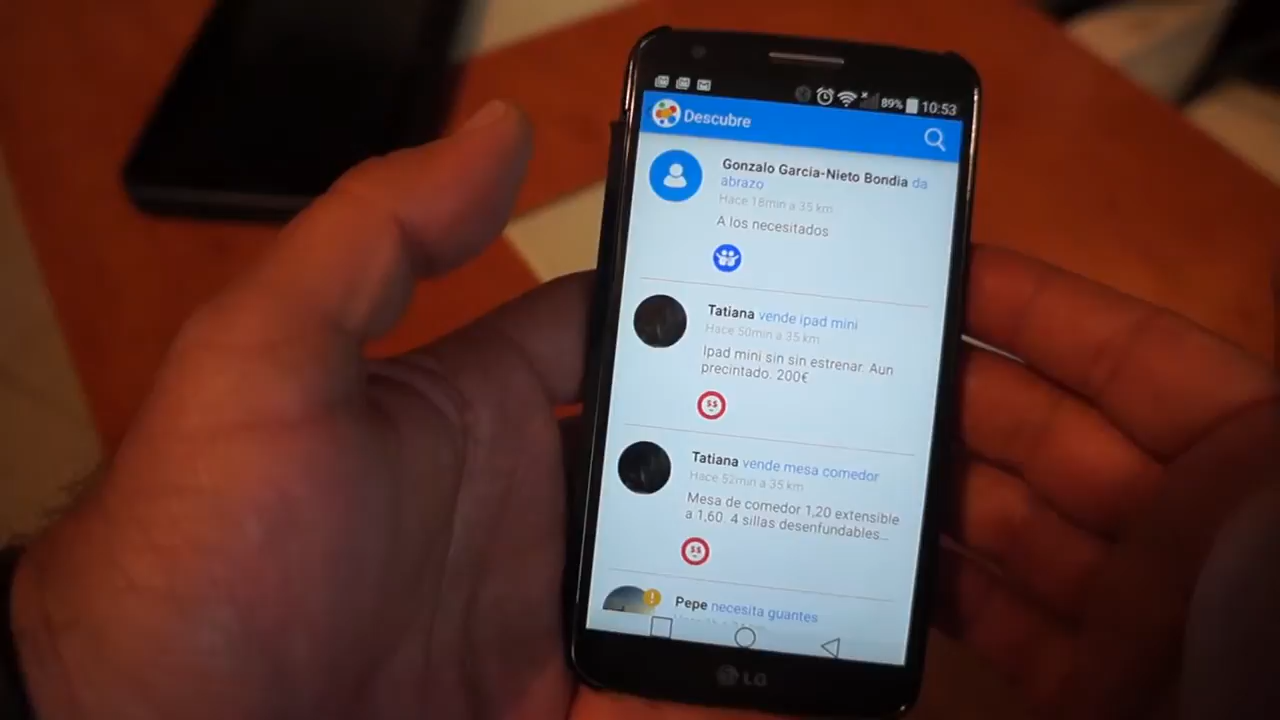 89% 10:53
Descubre
Gonzalo Garcia-Nieto Bondia da
abrazo
Hace 18min a 35 km
A los necesitados
Tatiana vende ipad mini
Hace 50min a 35 km
Ipad mini sin sin estrenar. Aun
precintado. 200€
$$
Tatiana vende mesa comedor
Hace 52min a 35 km
Mesa de comedor 1,20 extensible
a 1,60. 4 sillas desenfundables...
$$
Pepe necesita guantes
LG